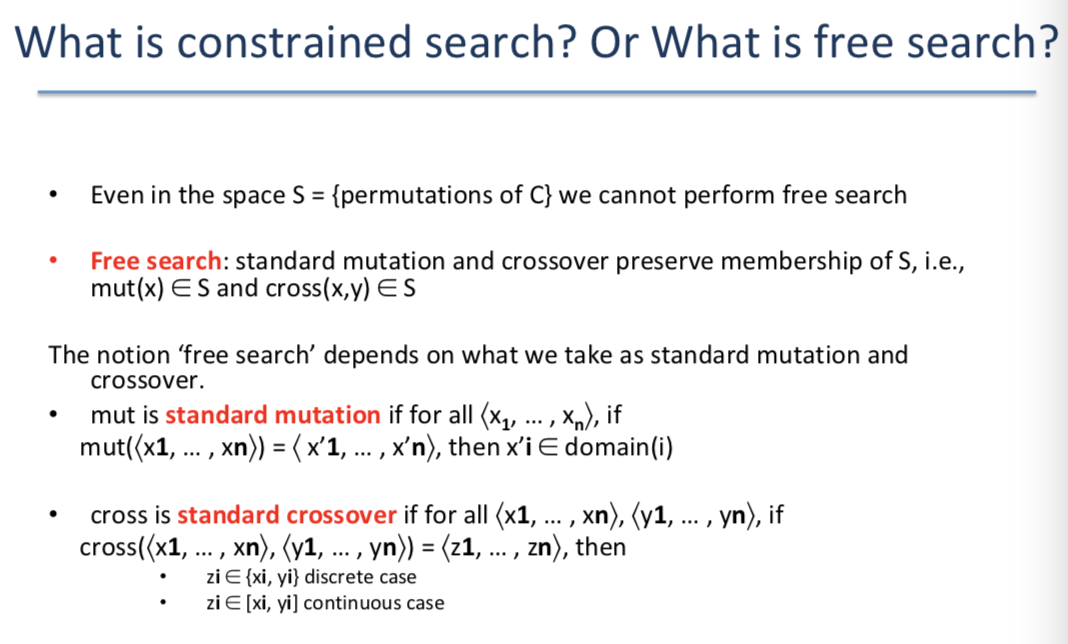 What is constrained search? Or What is free search?
• Even in the space S = {permutations of C} we cannot perform free search
• Free search: standard mutation and crossover preserve membership of S, i.e.,
mut(x) ∈ S and cross(x,y) ∈ S
The notion ‘free search’ depends on what we take as standard mutation and
crossover.
• mut is standard mutation if for all ⟨x₁, … , xₙ⟩, if
mut(⟨x1, … , xn⟩) = ⟨ x’1, … , x’n⟩, then x’i ∈ domain(i)
• cross is standard crossover if for all ⟨x1, … , xn⟩, ⟨y1, … , yn⟩, if
cross(⟨x1, … , xn⟩, ⟨y1, … , yn⟩) = ⟨z1, … , zn⟩, then
• zi ∈ {xi, yi} discrete case
• zi ∈ [xi, yi] continuous case